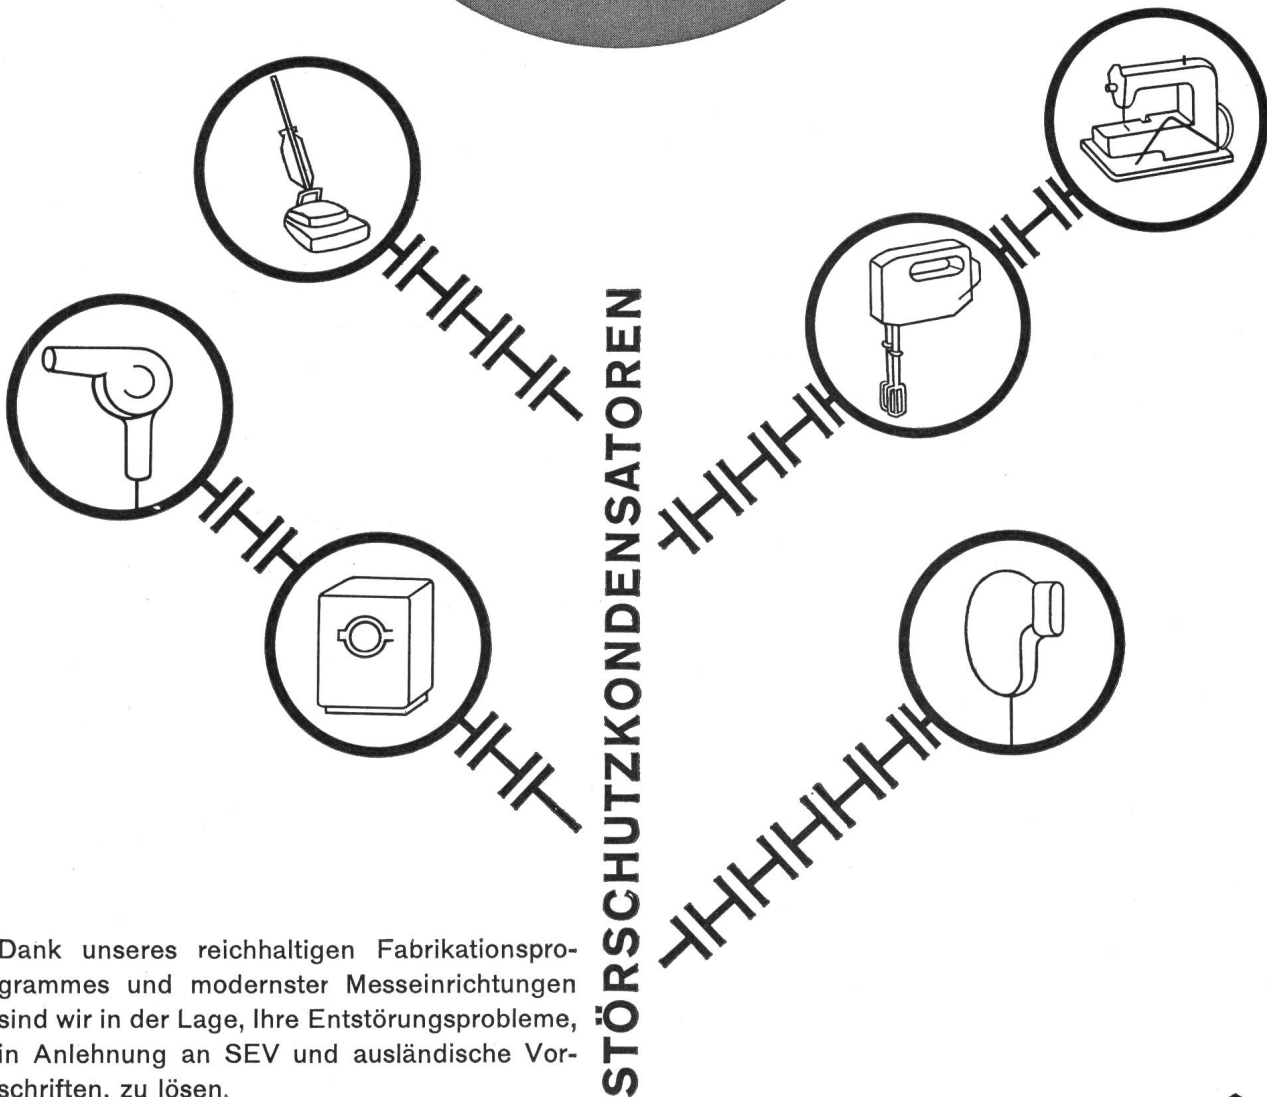 STÖRSCHUTZKONDENSATOREN
Dank unseres reichhaltigen Fabrikationspro-
grammes und modernster Messeinrichtungen
sind wir in der Lage, Ihre Entstörungsprobleme,
in Anlehnung an SEV und ausländische Vor-
schriften, zu lösen.